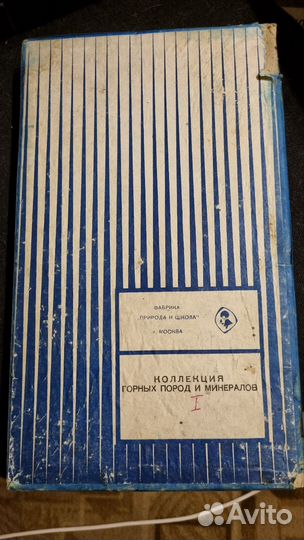 ФАБРИКА
"ПРИРОДА И ШКОЛА"
г. МОСКВА
КОЛЛЕКЦИЯ
ГОРНЫХ ПОРОД И МИНЕРАЛОВ
I
Avito